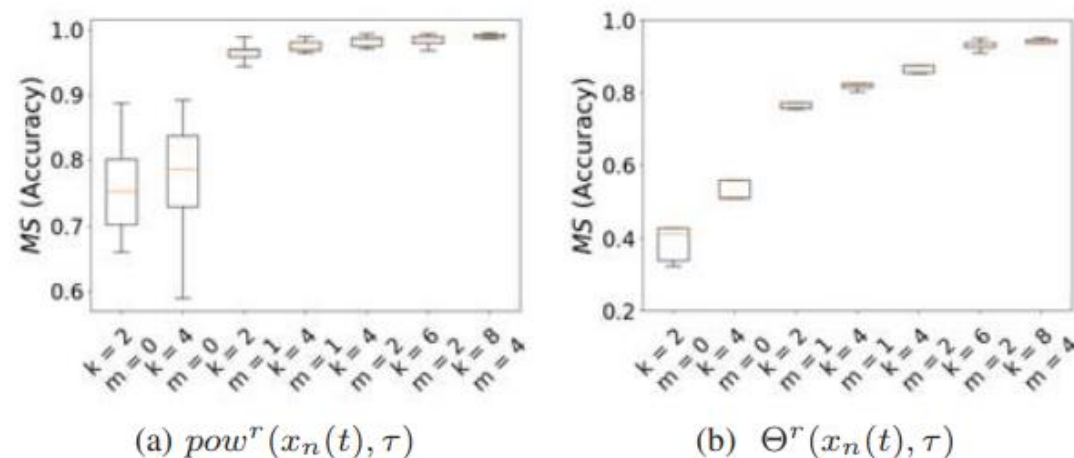 MS (Accuracy)
1.0
0.9
0.8
0.7
0.6
k = 2
m = 0
k = 4
m = 0
k = 2
m = 1
k = 4
m = 1
k = 4
m = 2
k = 6
m = 2
k = 8
m = 4
(a) pow^r(x_n(t), τ)
MS (Accuracy)
1.0
0.8
0.6
0.4
0.2
k = 2
m = 0
k = 4
m = 0
k = 2
m = 1
k = 4
m = 1
k = 4
m = 2
k = 6
m = 2
k = 8
m = 4
(b) Θ^r(x_n(t), τ)